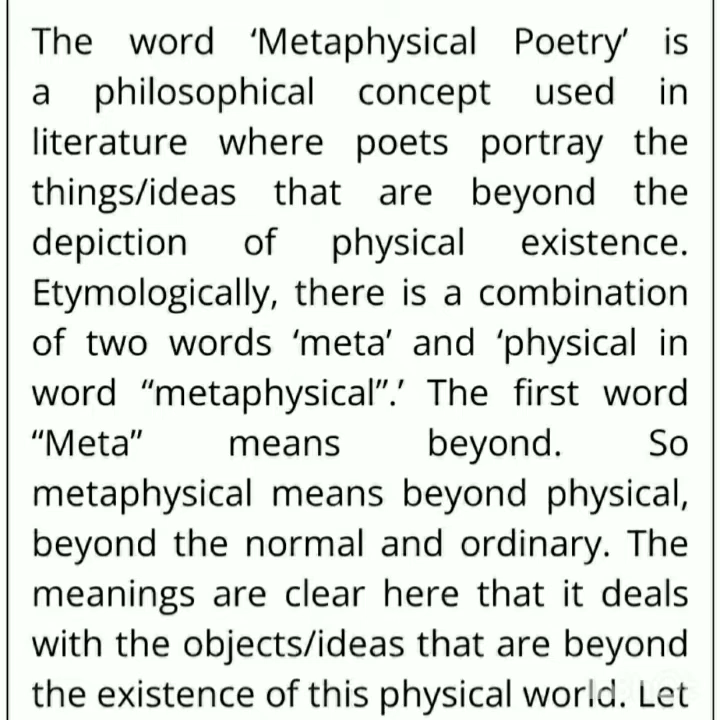 The word ‘Metaphysical Poetry’ is
a philosophical concept used in
literature where poets portray the
things/ideas that are beyond the
depiction of physical existence.
Etymologically, there is a combination
of two words ‘meta’ and ‘physical in
word “metaphysical”.’ The first word
“Meta” means beyond. So
metaphysical means beyond physical,
beyond the normal and ordinary. The
meanings are clear here that it deals
with the objects/ideas that are beyond
the existence of this physical world. Let